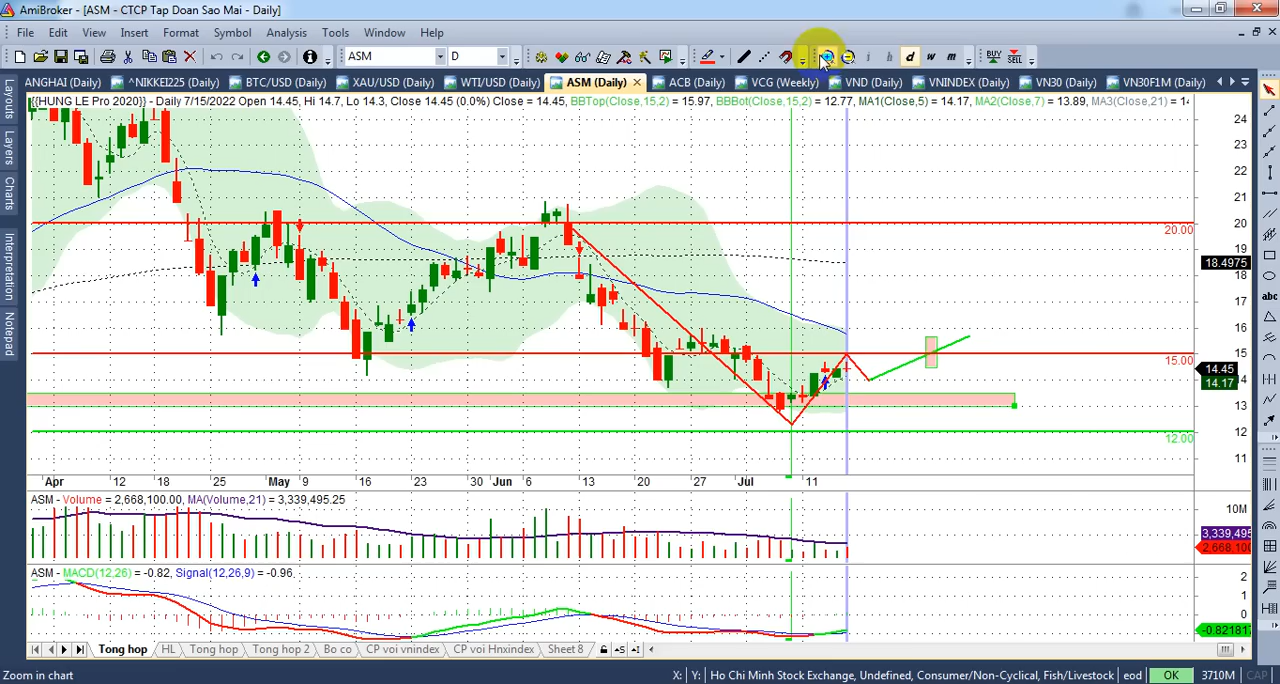 AmiBroker - [ASM - CTCP Tap Doan Sao Mai - Daily]
File Edit View Insert Format Symbol Analysis Tools Window Help
ASM D i h d w m BUY SELL
ANGHAI (Daily) ^NIKKEI225 (Daily) BTC/USD (Daily) XAU/USD (Daily) WTI/USD (Daily) ASM (Daily) ACB (Daily) VCG (Weekly) VND (Daily) VNINDEX (Daily) VN30 (Daily) VN30F1M (Daily)
{{HUNG LE Pro 2020}} - Daily 7/15/2022 Open 14.45, Hi 14.7, Lo 14.3, Close 14.45 (0.0%) Close = 14.45, BBTop(Close,15,2) = 15.97, BBBot(Close,15,2) = 12.77, MA1(Close,5) = 14.17, MA2(Close,7) = 13.89, MA3(Close,21) = 1
Layouts
Layers
Charts
Interpretation
Notepad
24
23
22
21
20
20.00
19
18.4975
18
17
16
15
15.00
14.45
14.17
14
13
12
12.00
11
Apr 12 18 25 May 9 16 23 30 Jun 6 13 20 27 Jul 11
ASM - Volume = 2,668,100.00, MA(Volume,21) = 3,339,495.25
10M
3,339,495
2,668,100
ASM - MACD(12,26) = -0.82, Signal(12,26,9) = -0.96
2
1
0
-0.82181
abc
Tong hop HL Tong hop Tong hop 2 Bo co CP voi vnindex CP voi Hnxindex Sheet 8
Zoom in chart X: Y: Ho Chi Minh Stock Exchange, Undefined, Consumer/Non-Cyclical, Fish/Livestock eod OK 3710M CAP